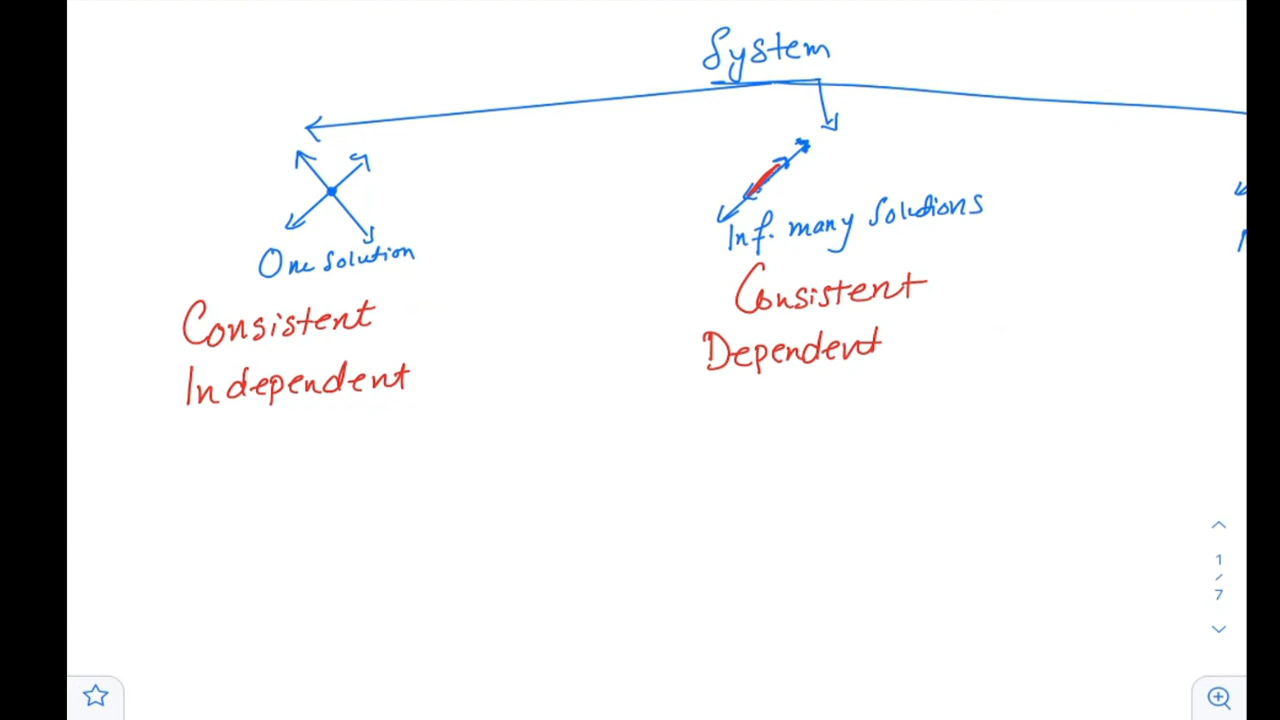 System
One solution
Inf. many solutions
Consistent
Independent
Consistent
Dependent
1
/
7